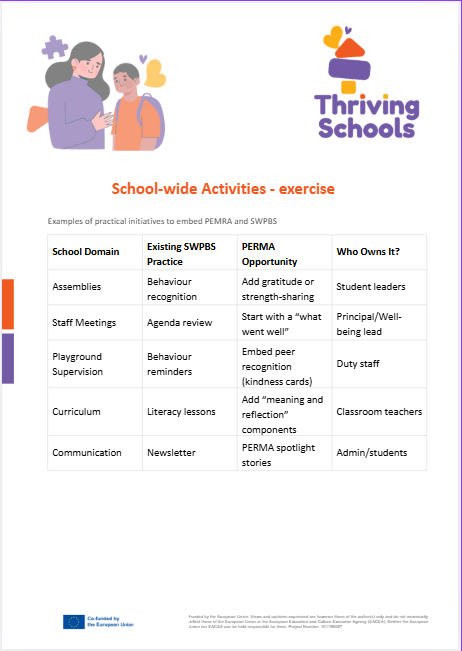 Thriving
Schools
School-wide Activities - exercise
Examples of practical initiatives to embed PEMRA and SWPBS
School Domain
Existing SWPBS
Practice
PERMA
Opportunity
Who Owns It?
Assemblies
Behaviour
recognition
Add gratitude or
strength-sharing
Student leaders
Staff Meetings
Agenda review
Start with a “what
went well”
Principal/Well-
being lead
Playground
Supervision
Behaviour
reminders
Embed peer
recognition
(kindness cards)
Duty staff
Curriculum
Literacy lessons
Add “meaning and
reflection”
components
Classroom teachers
Communication
Newsletter
PERMA spotlight
stories
Admin/students
Co-funded by
the European Union
Funded by the European Union. Views and opinions expressed are however those of the author(s) only and do not necessarily
reflect those of the European Union or the European Education and Culture Executive Agency (EACEA). Neither the European
Union nor EACEA can be held responsible for them. Project Number: